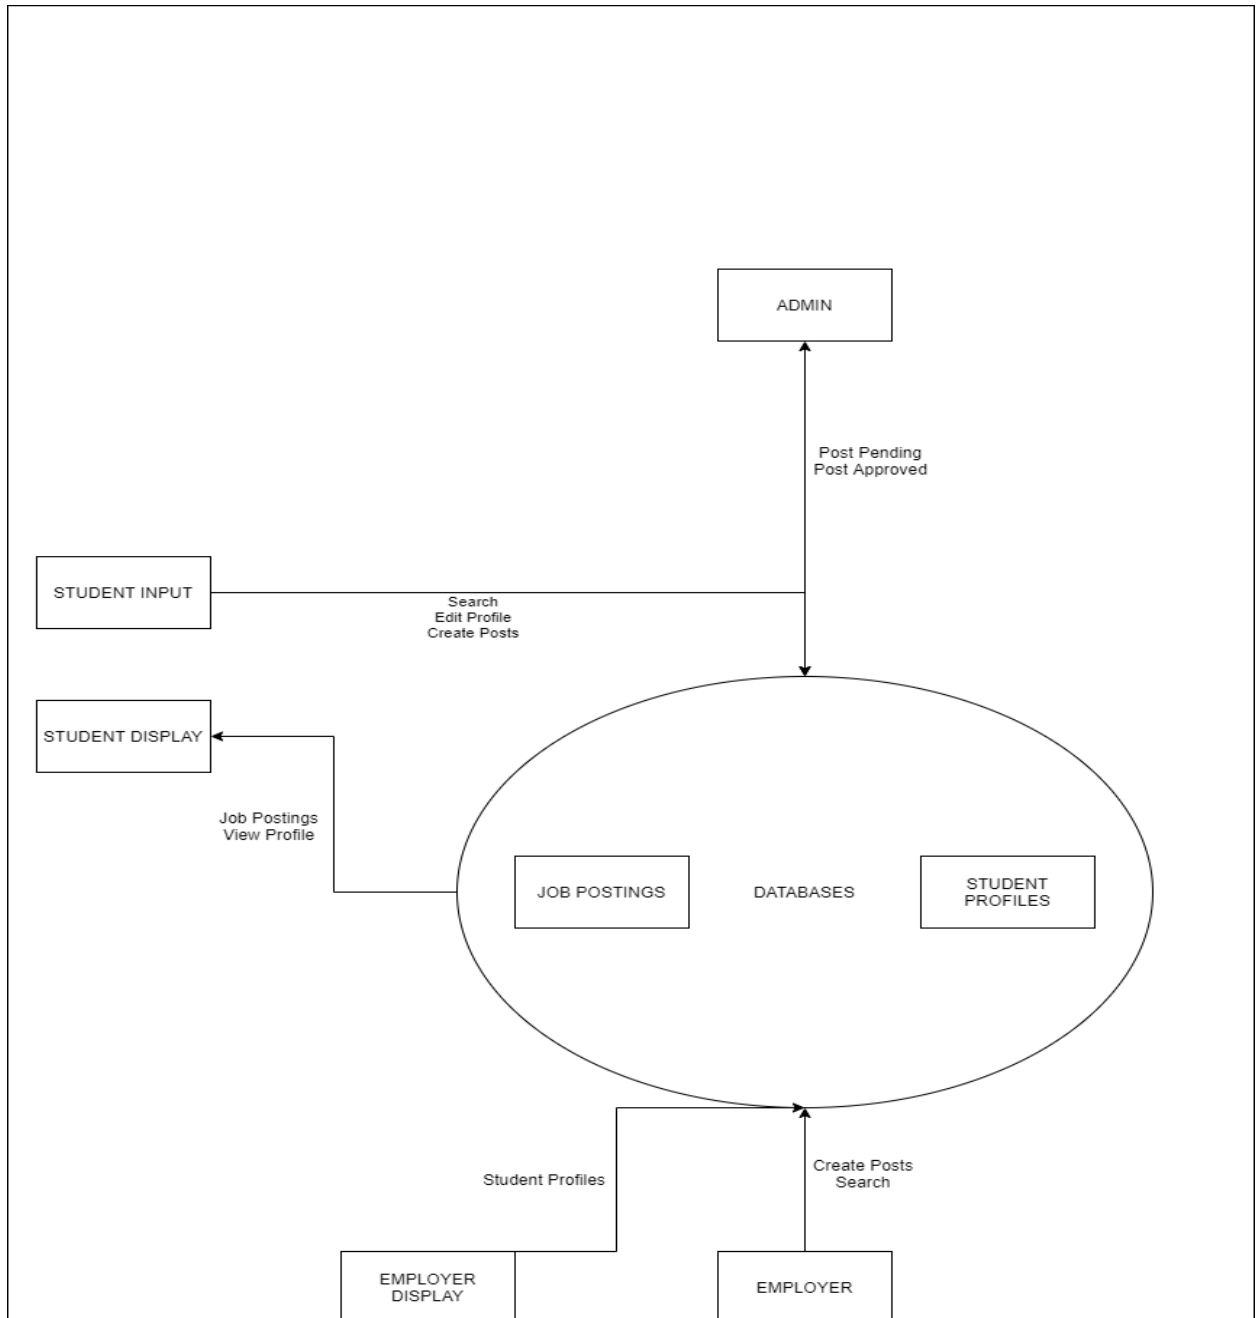 ADMIN
Post Pending
Post Approved
STUDENT INPUT
Search
Edit Profile
Create Posts
STUDENT DISPLAY
Job Postings
View Profile
JOB POSTINGS
DATABASES
STUDENT
PROFILES
Student Profiles
Create Posts
Search
EMPLOYER
DISPLAY
EMPLOYER